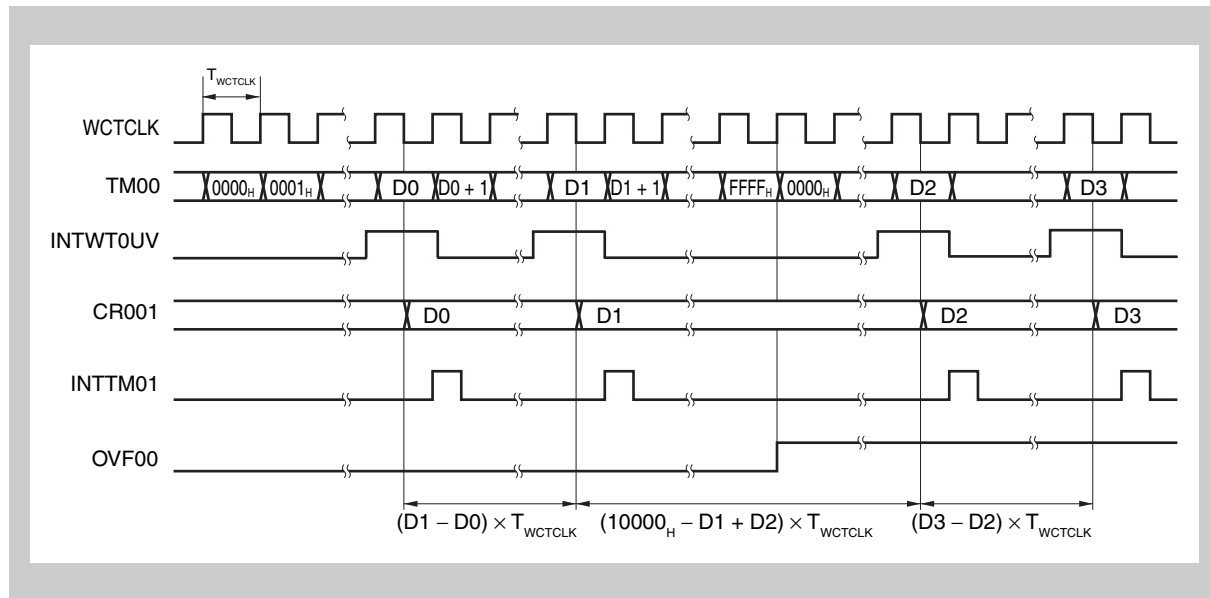 T WCTCLK
WCTCLK
TM00 0000H 0001H D0 D0 + 1 D1 D1 + 1 FFFFH 0000H D2 D3
INTWT0UV
CR001 D0 D1 D2 D3
INTTM01
OVF00
(D1 – D0) × TWCTCLK (10000H – D1 + D2) × TWCTCLK (D3 – D2) × TWCTCLK